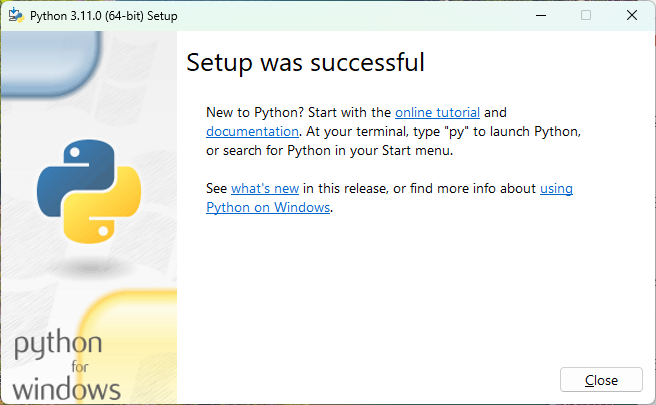 Python 3.11.0 (64-bit) Setup
Setup was successful
New to Python? Start with the online tutorial and
documentation. At your terminal, type "py" to launch Python,
or search for Python in your Start menu.
See what's new in this release, or find more info about using
Python on Windows.
python
for
windows
Close